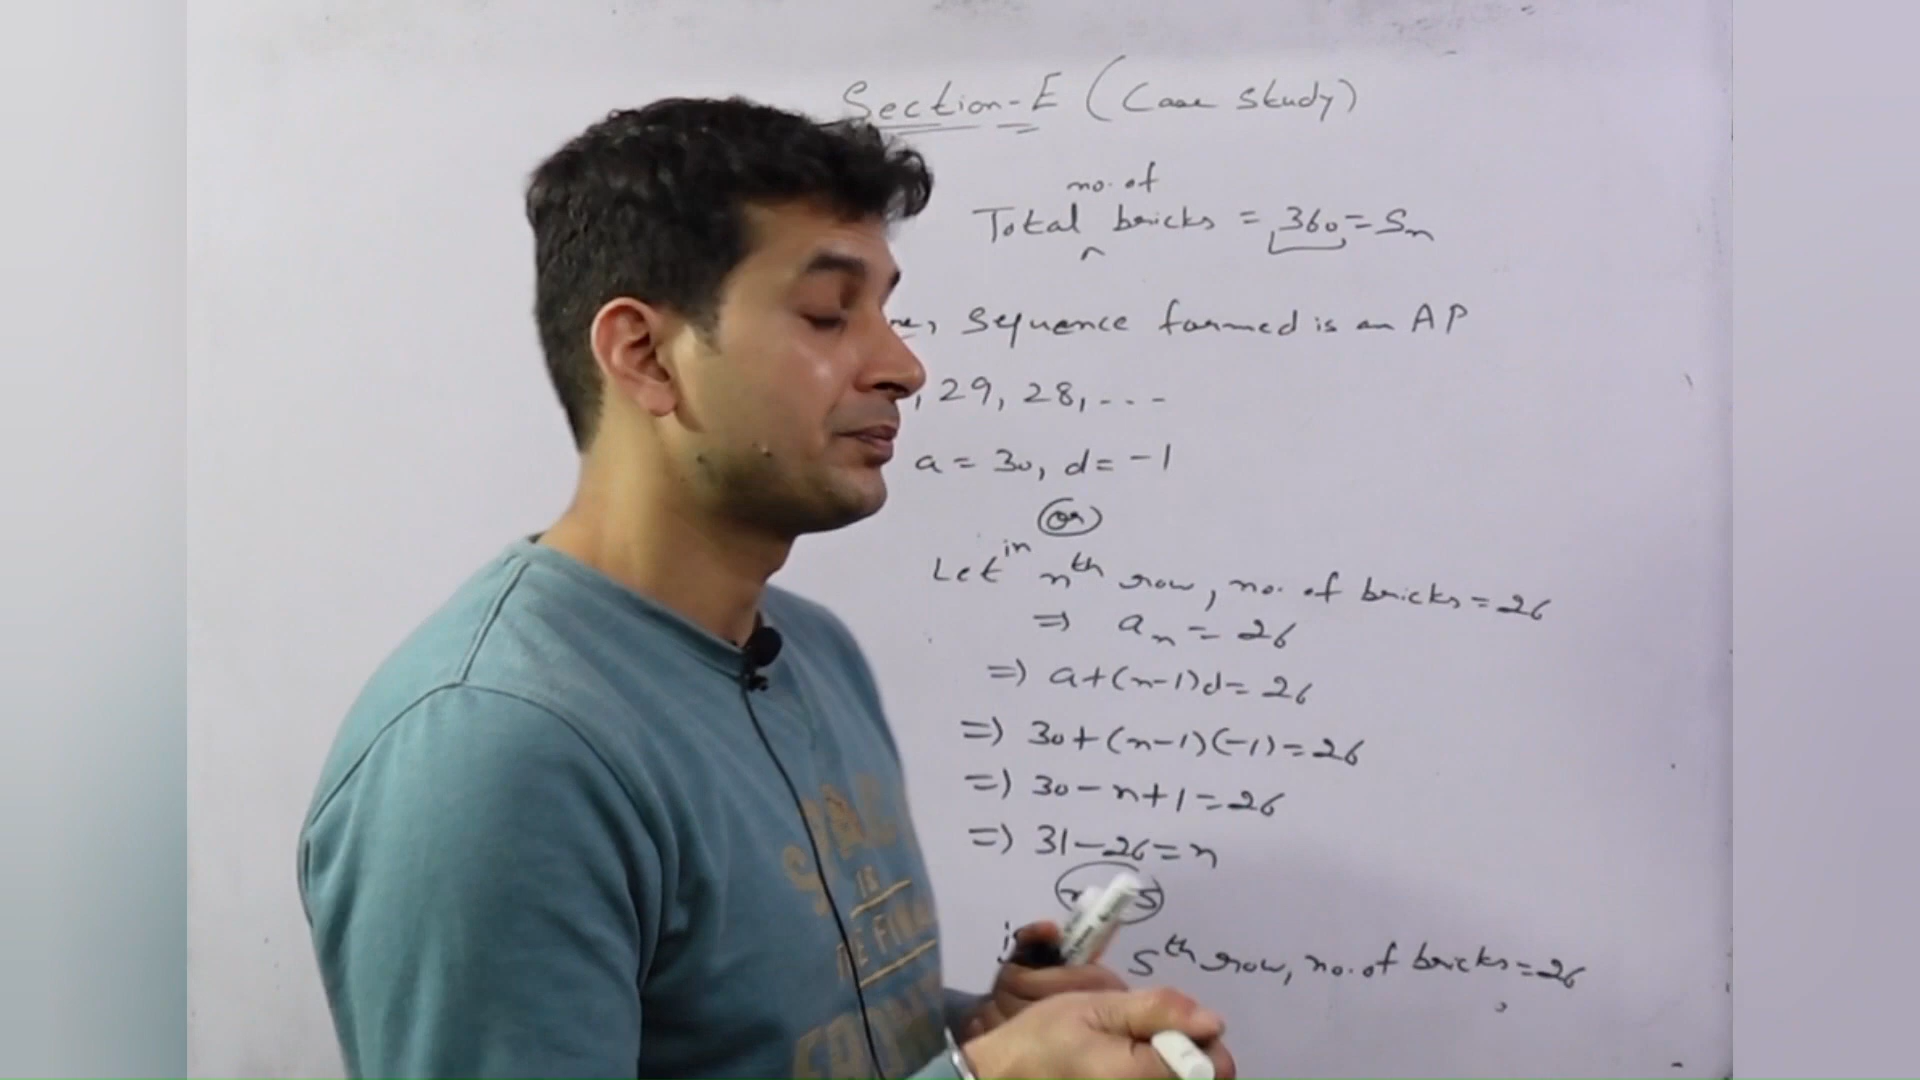 Section-E (Case Study)
no. of
Total bricks = 360 = Sn
, Sequence formed is an AP
, 29, 28, ...
a = 30, d = -1
or
in
Let nth row, no. of bricks = 26
=> an = 26
=> a+(n-1)d = 26
=> 30+(n-1)(-1) = 26
=> 30-n+1 = 26
=> 31-26 = n
5
5th row, no. of bricks = 26
IS